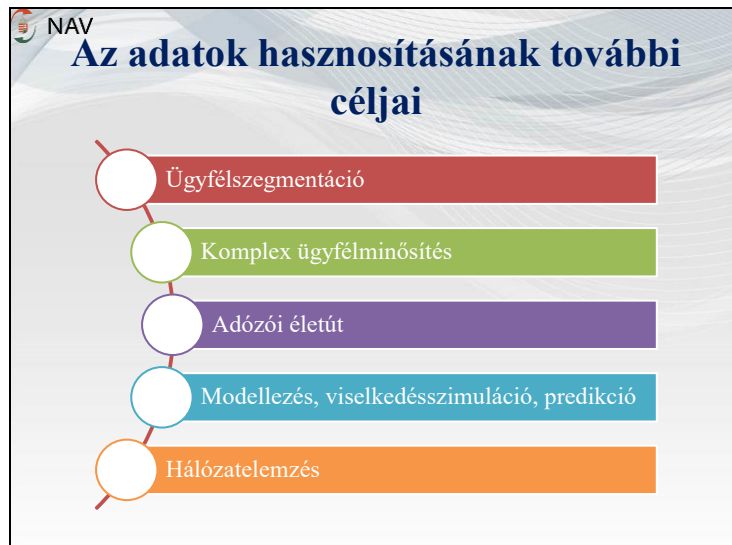 NAV
Az adatok hasznosításának további
céljai
Ügyfélszegmentáció
Komplex ügyfélminősítés
Adózói életút
Modellezés, viselkedésszimuláció, predikció
Hálózatelemzés